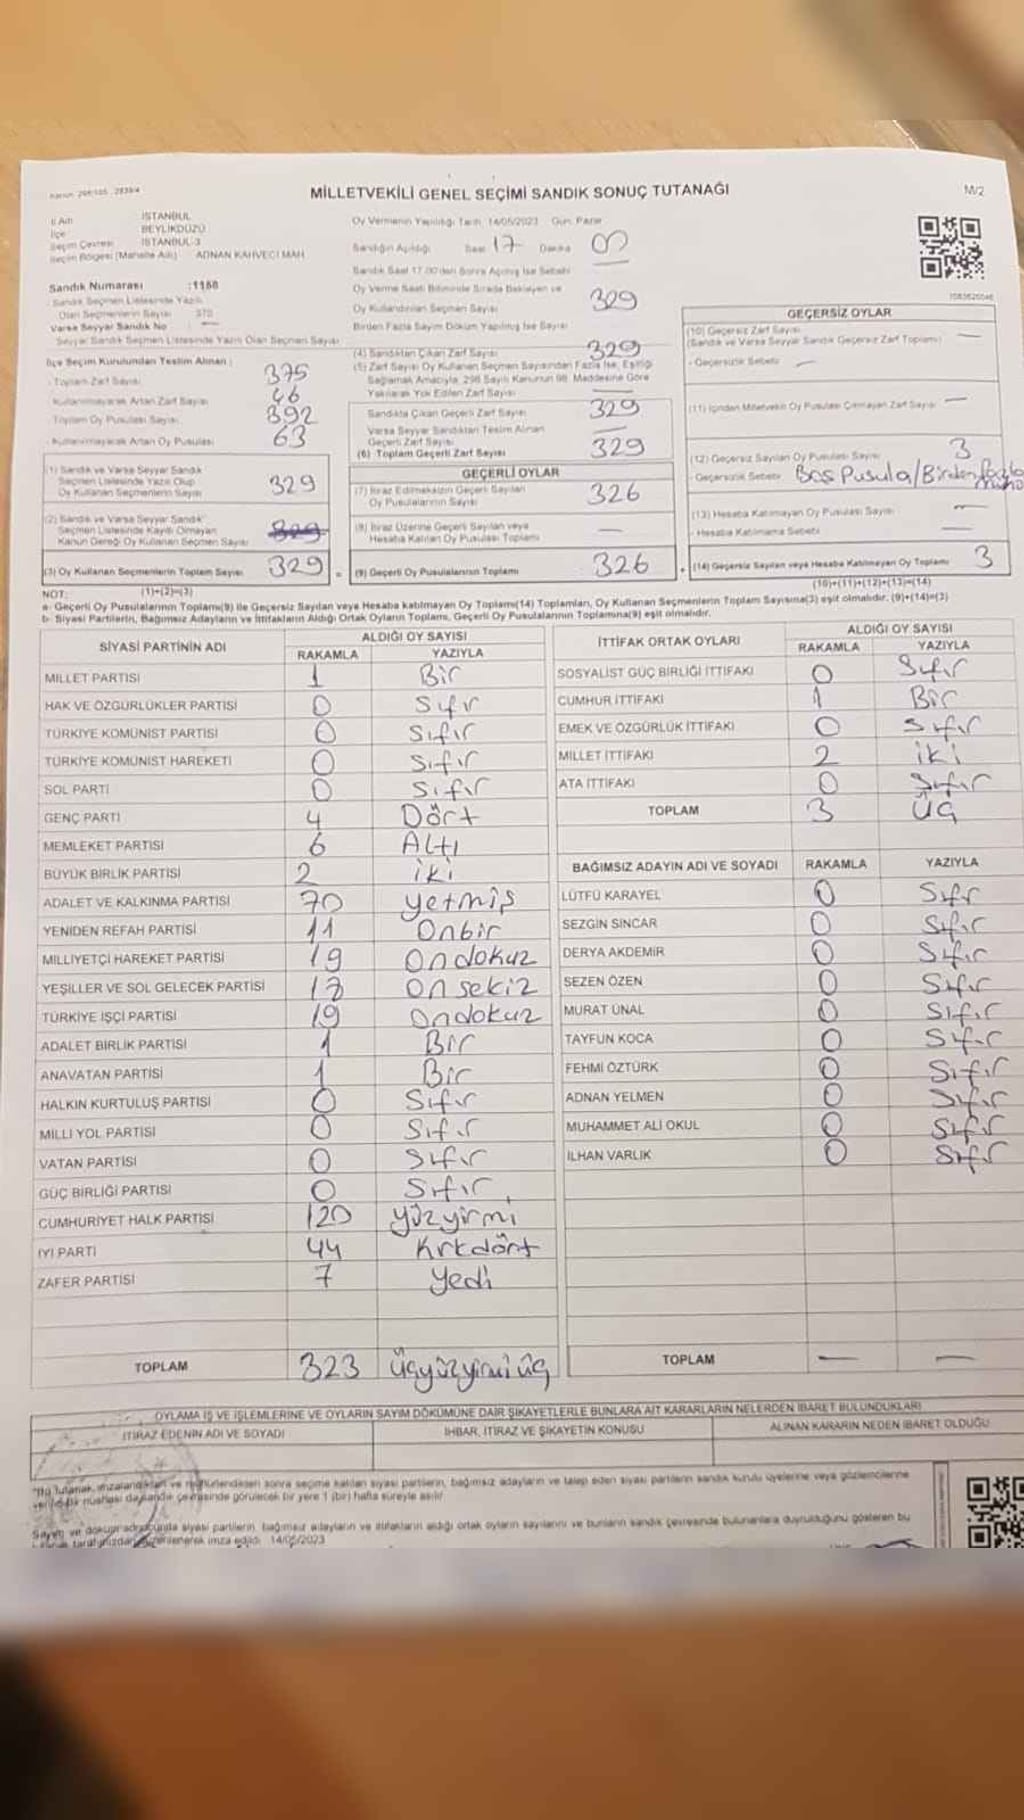 MİLLETVEKİLİ GENEL SEÇİMİ SANDIK SONUÇ TUTANAĞI
M/2
İl Adı İSTANBUL
İlçe BEYLİKDÜZÜ
Seçim Çevresi İSTANBUL-3
Seçim Bölgesi (Mahalle Adı) ADNAN KAHVECİ MAH
Oy Vermenin Yapıldığı Tarih 14/05/2023 Gün Pazar
Sandığın Açıldığı Saat 17 Dakika
Sandık Saat 17.00'den Sonra Açılmış İse Sebebi
Sandık Numarası :1158
Sandık Seçmen Listesinde Yazılı
Olan Seçmenlerin Sayısı 370
Varsa Seyyar Sandık No —
Seyyar Sandık Seçmen Listesinde Yazılı Olan Seçmen Sayısı
Oy Verme Saati Bitiminde Sırada Bekleyen ve
Oy Kullandırılan Seçmen Sayısı 329
Birden Fazla Sayım Döküm Yapılmış İse Sayısı
İlçe Seçim Kurulundan Teslim Alınan :
- Toplam Zarf Sayısı 375
- Kullanılmayarak Artan Zarf Sayısı 46
- Toplam Oy Pusulası Sayısı 392
- Kullanılmayarak Artan Oy Pusulası 63
(1) Sandık ve Varsa Seyyar Sandık
Seçmen Listesinde Yazılı Olup
Oy Kullanan Seçmenlerin Sayısı 329
(2) Sandık ve Varsa Seyyar Sandık
Seçmen Listesinde Kayıtlı Olmayan
Kanun Gereği Oy Kullanan Seçmen Sayısı
(3) Oy Kullanan Seçmenlerin Toplam Sayısı 329
(4) Sandıktan Çıkan Zarf Sayısı 329
(5) Zarf Sayısı Oy Kullanan Seçmen Sayısından Fazla İse, Eşitliği
Sağlamak Amacıyla, 298 Sayılı Kanunun 98. Maddesine Göre
Yakılarak Yok Edilen Zarf Sayısı —
Sandıkta Çıkan Geçerli Zarf Sayısı 329
Varsa Seyyar Sandıktan Teslim Alınan
Geçerli Zarf Sayısı —
(6) Toplam Geçerli Zarf Sayısı 329
GEÇERLİ OYLAR
(7) İtiraz Edilmeksizin Geçerli Sayılan
Oy Pusulalarının Sayısı 326
(8) İtiraz Üzerine Geçerli Sayılan veya
Hesaba Katılan Oy Pusulası Toplamı —
(9) Geçerli Oy Pusulalarının Toplamı 326
GEÇERSİZ OYLAR
(10) Geçersiz Zarf Sayısı
(Sandık ve Varsa Seyyar Sandık Geçersiz Zarf Toplamı) —
- Geçersizlik Sebebi —
(11) İçinden Milletvekili Oy Pusulası Çıkmayan Zarf Sayısı —
(12) Geçersiz Sayılan Oy Pusulası Sayısı 3
- Geçersizlik Sebebi Boş Pusula/Birden fazla
(13) Hesaba Katılmayan Oy Pusulası Sayısı —
- Hesaba Katılmama Sebebi —
(14) Geçersiz Sayılan veya Hesaba Katılmayan Oy Toplamı 3
NOT: (1)+(2)=(3) (10)+(11)+(12)+(13)=(14)
a- Geçerli Oy Pusulalarının Toplamı(9) ile Geçersiz Sayılan veya Hesaba katılmayan Oy Toplamı(14) Toplamları, Oy Kullanan Seçmenlerin Toplam Sayısına(3) eşit olmalıdır. (9)+(14)=(3)
b- Siyasi Partilerin, Bağımsız Adayların ve İttifakların Aldığı Ortak Oyların Toplamı, Geçerli Oy Pusulalarının Toplamına(9) eşit olmalıdır.
SİYASİ PARTİNİN ADI ALDIĞI OY SAYISI
RAKAMLA YAZIYLA
MİLLET PARTİSİ 1 Bir
HAK VE ÖZGÜRLÜKLER PARTİSİ 0 Sıfır
TÜRKİYE KOMÜNİST PARTİSİ 0 Sıfır
TÜRKİYE KOMÜNİST HAREKETİ 0 Sıfır
SOL PARTİ 0 Sıfır
GENÇ PARTİ 4 Dört
MEMLEKET PARTİSİ 6 Altı
BÜYÜK BİRLİK PARTİSİ 2 iki
ADALET VE KALKINMA PARTİSİ 70 yetmiş
YENİDEN REFAH PARTİSİ 11 Onbir
MİLLİYETÇİ HAREKET PARTİSİ 19 Ondokuz
YEŞİLLER VE SOL GELECEK PARTİSİ 18 on sekiz
TÜRKİYE İŞÇİ PARTİSİ 19 Ondokuz
ADALET BİRLİK PARTİSİ 1 Bir
ANAVATAN PARTİSİ 1 Bir
HALKIN KURTULUŞ PARTİSİ 0 Sıfır
MİLLİ YOL PARTİSİ 0 Sıfır
VATAN PARTİSİ 0 Sıfır
GÜÇ BİRLİĞİ PARTİSİ 0 Sıfır
CUMHURİYET HALK PARTİSİ 120 yüzyirmi
İYİ PARTİ 44 Kırkdört
ZAFER PARTİSİ 7 Yedi
TOPLAM 323 Üçyüzyirmi üç
İTTİFAK ORTAK OYLARI ALDIĞI OY SAYISI
RAKAMLA YAZIYLA
SOSYALİST GÜÇ BİRLİĞİ İTTİFAKI 0 Sıfır
CUMHUR İTTİFAKI 1 Bir
EMEK VE ÖZGÜRLÜK İTTİFAKI 0 Sıfır
MİLLET İTTİFAKI 2 iki
ATA İTTİFAKI 0 Sıfır
TOPLAM 3 üç
BAĞIMSIZ ADAYIN ADI VE SOYADI RAKAMLA YAZIYLA
LÜTFÜ KARAYEL 0 Sıfır
SEZGİN SINCAR 0 Sıfır
DERYA AKDEMİR 0 Sıfır
SEZEN ÖZEN 0 Sıfır
MURAT ÜNAL 0 Sıfır
TAYFUN KOCA 0 Sıfır
FEHMİ ÖZTÜRK 0 Sıfır
ADNAN YELMEN 0 Sıfır
MUHAMMET ALİ OKUL 0 Sıfır
İLHAN VARLIK 0 Sıfır
TOPLAM — —
OYLAMA İŞ VE İŞLEMLERİNE VE OYLARIN SAYIM DÖKÜMÜNE DAİR ŞİKAYETLERLE BUNLARA AİT KARARLARIN NELERDEN İBARET BULUNDUKLARI
İTİRAZ EDENİN ADI VE SOYADI İHBAR, İTİRAZ VE ŞİKAYETİN KONUSU ALINAN KARARIN NEDEN İBARET OLDUĞU
"Bu tutanak, imzalandıktan ve mühürlendikten sonra seçime katılan siyasi partilerin, bağımsız adayların ve talep eden siyasi partilerin sandık kurulu üyelerine veya gözlemcilerine
verilir. Bir nüshası da sandık çevresinde görülecek bir yere 1 (bir) hafta süreyle asılır
Sayım ve döküm adı siyasi partilerin, bağımsız adayların ve ittifakların aldığı ortak oyların sayılarını ve bunların sandık çevresinde bulunanlara duyurulduğunu gösteren bu
imza edildi. 14/05/2023